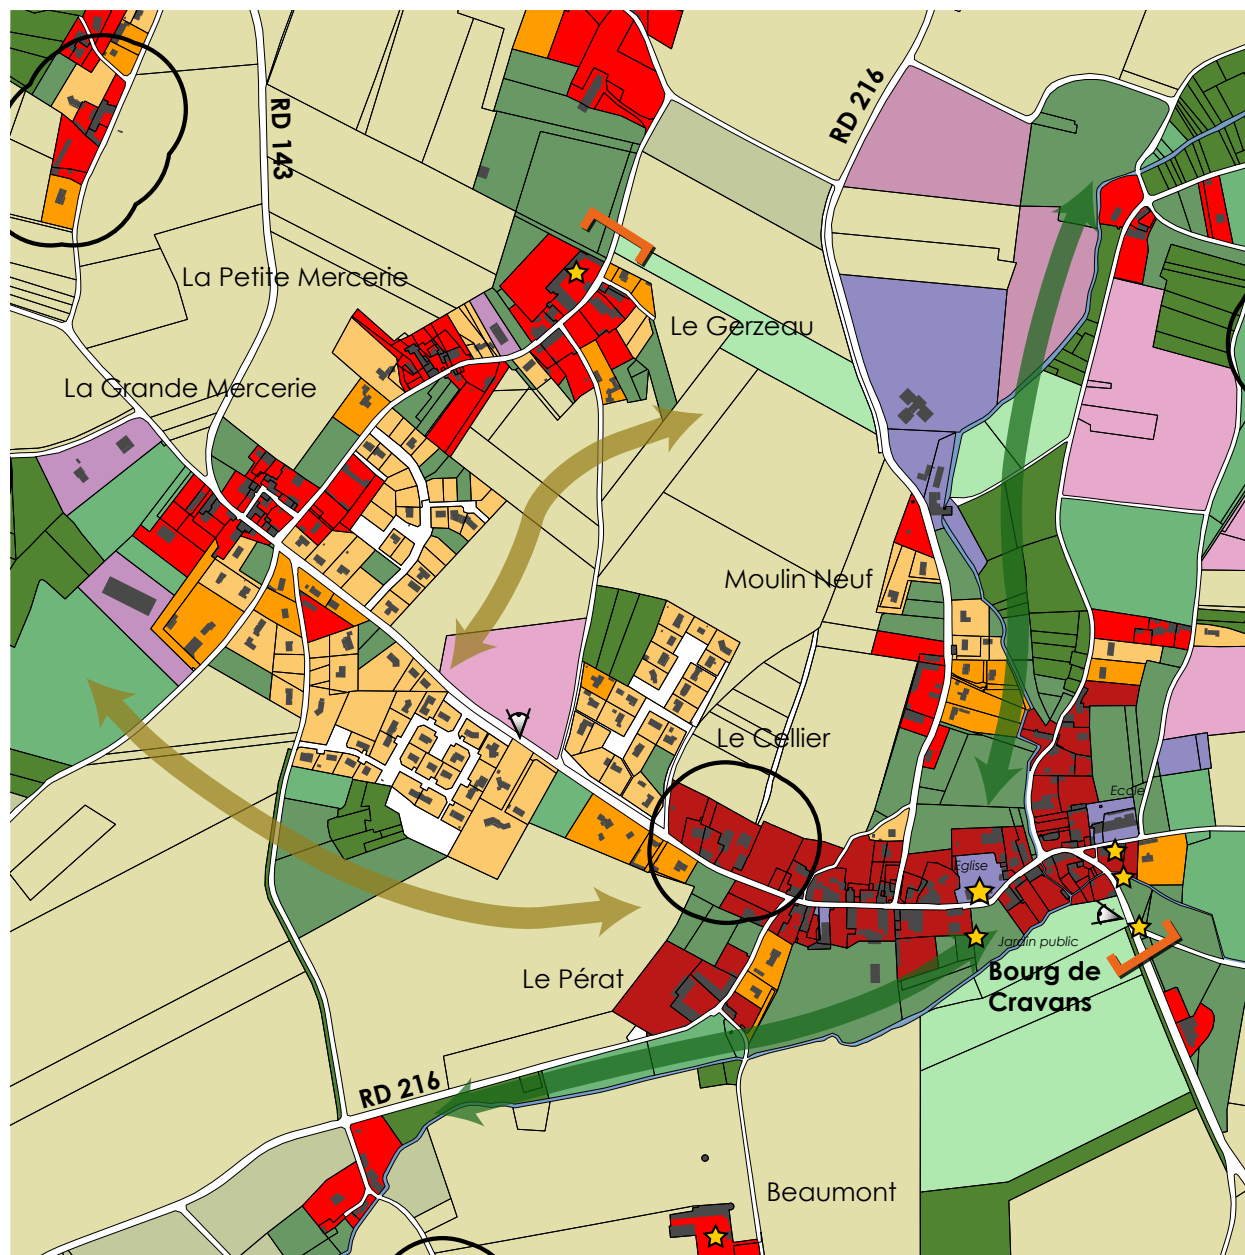 RD 143
RD 216
La Petite Mercerie
Le Gerzeau
La Grande Mercerie
Moulin Neuf
Le Cellier
Ecole
Eglise
Jardin public
Le Pérat
Bourg de
Cravans
RD 216
Beaumont